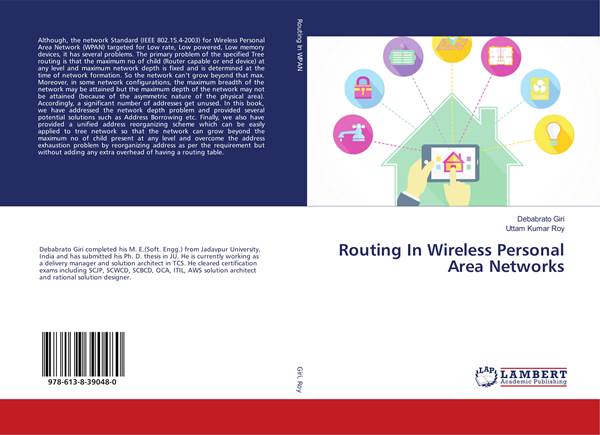 Although, the network Standard (IEEE 802.15.4-2003) for Wireless Personal
Area Network (WPAN) targeted for Low rate, Low powered, Low memory
devices, it has several problems. The primary problem of the specified Tree
routing is that the maximum no of child (Router capable or end device) at
any level and maximum network depth is fixed and is determined at the
time of network formation. So the network can't grow beyond that max.
Moreover, in some network configurations, the maximum breadth of the
network may be attained but the maximum depth of the network may not
be attained (because of the asymmetric nature of the physical area).
Accordingly, a significant number of addresses get unused. In this book,
we have addressed the network depth problem and provided several
potential solutions such as Address Borrowing etc. Finally, we also have
provided a unified address reorganizing scheme which can be easily
applied to tree network so that the network can grow beyond the
maximum no of child present at any level and overcome the address
exhaustion problem by reorganizing address as per the requirement but
without adding any extra overhead of having a routing table.
Debabrato Giri completed his M. E.(Soft. Engg.) from Jadavpur University,
India and has submitted his Ph. D. thesis in JU. He is currently working as
a delivery manager and solution architect in TCS. He cleared certification
exams including SCJP, SCWCD, SCBCD, OCA, ITIL, AWS solution architect
and rational solution designer.
978-613-8-39048-0
Routing In WPAN
Giri, Roy
Debabrato Giri
Uttam Kumar Roy
Routing In Wireless Personal
Area Networks
LAP LAMBERT
Academic Publishing